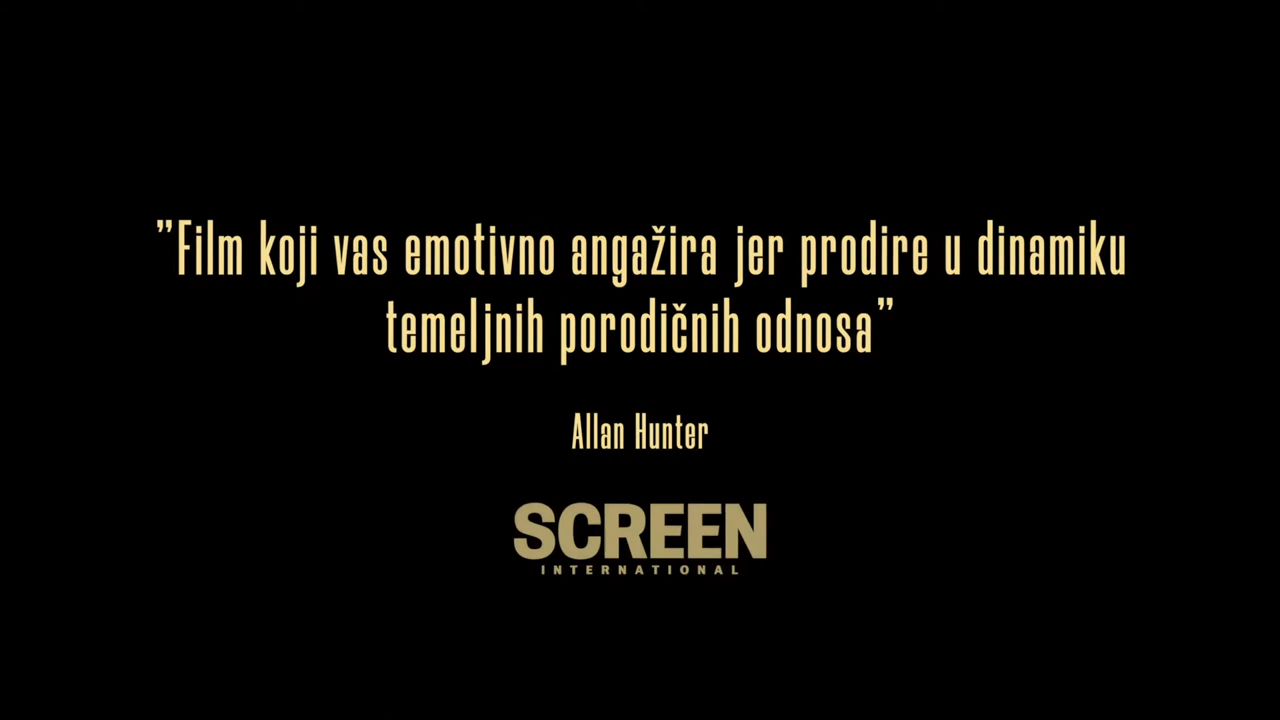 ”Film koji vas emotivno angažira jer prodire u dinamiku
temeljnih porodičnih odnosa”
Allan Hunter
SCREEN
INTERNATIONAL